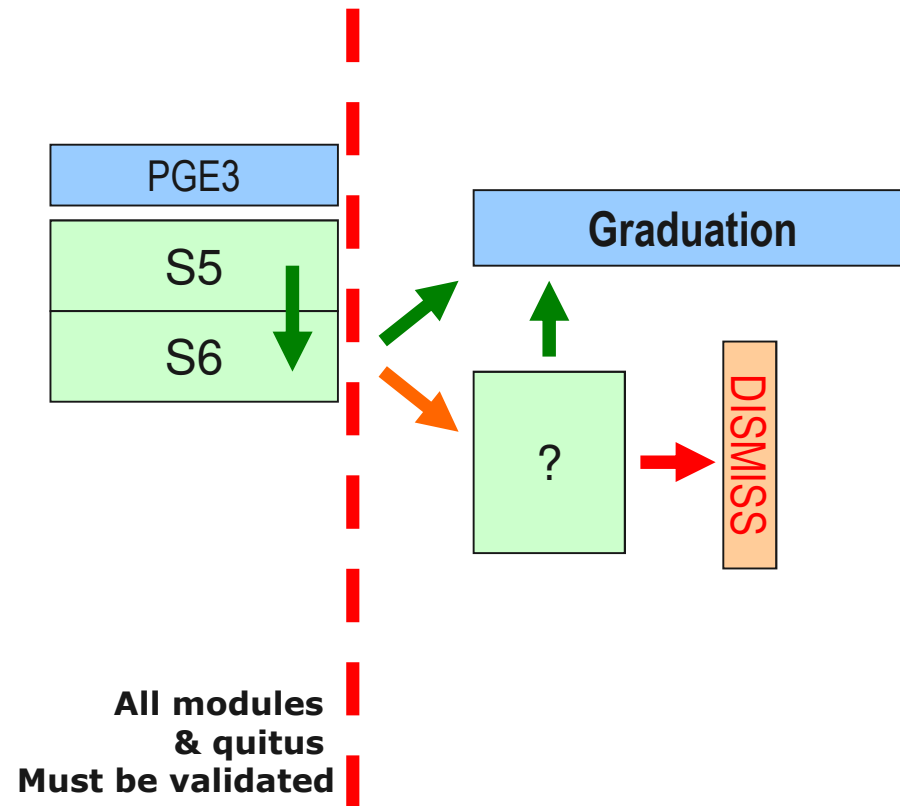 PGE3
S5
S6
Graduation
?
DISMISS
All modules
& quitus
Must be validated